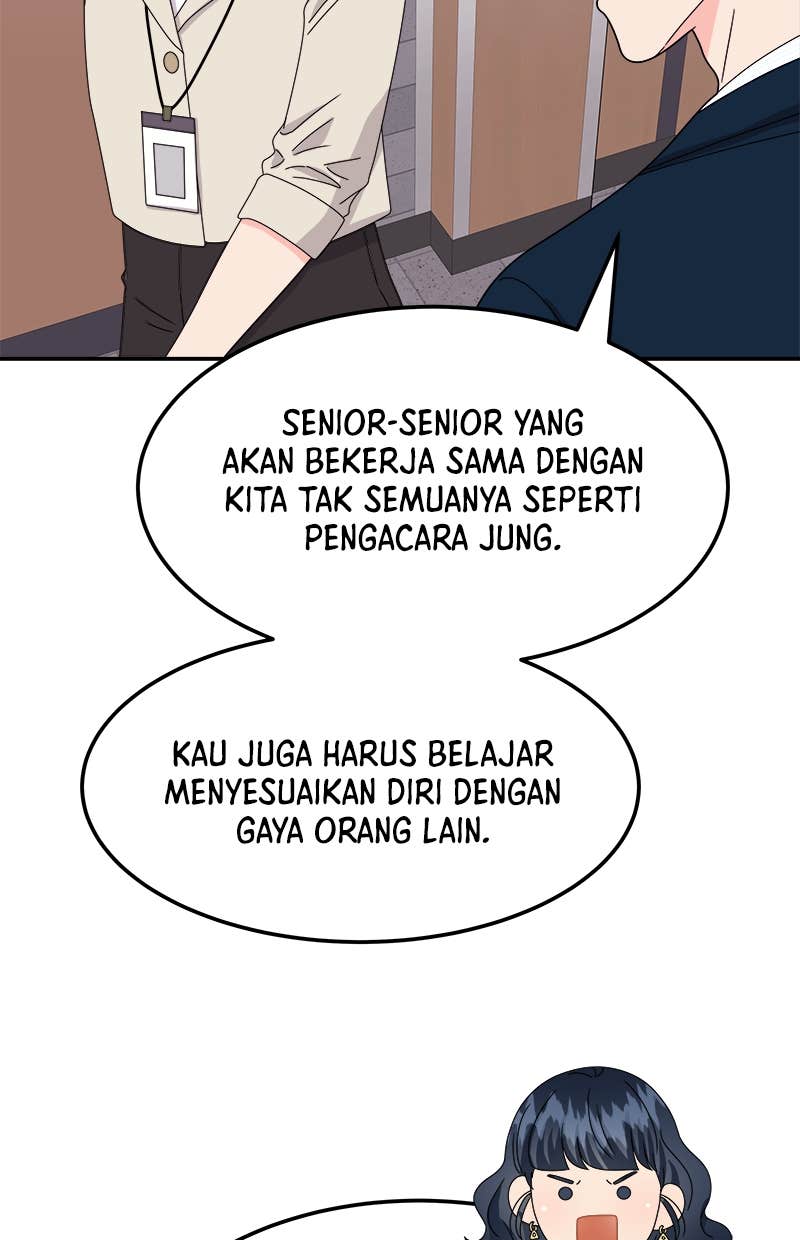 SENIOR-SENIOR YANG
AKAN BEKERJA SAMA DENGAN
KITA TAK SEMUANYA SEPERTI
PENGACARA JUNG.
KAU JUGA HARUS BELAJAR
MENYESUAIKAN DIRI DENGAN
GAYA ORANG LAIN.